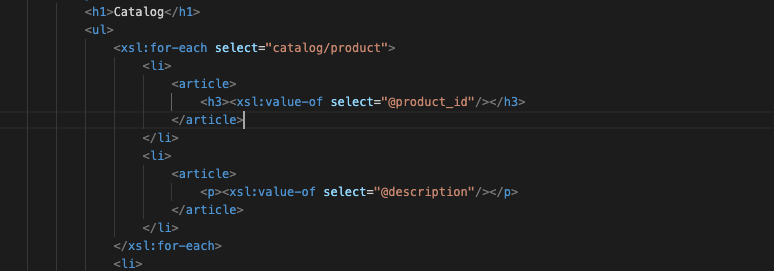 <h1>Catalog</h1>
<ul>
<xsl:for-each select="catalog/product">
<li>
<article>
<h3><xsl:value-of select="@product_id"/></h3>
</article>
</li>
<li>
<article>
<p><xsl:value-of select="@description"/></p>
</article>
</li>
</xsl:for-each>
<li>